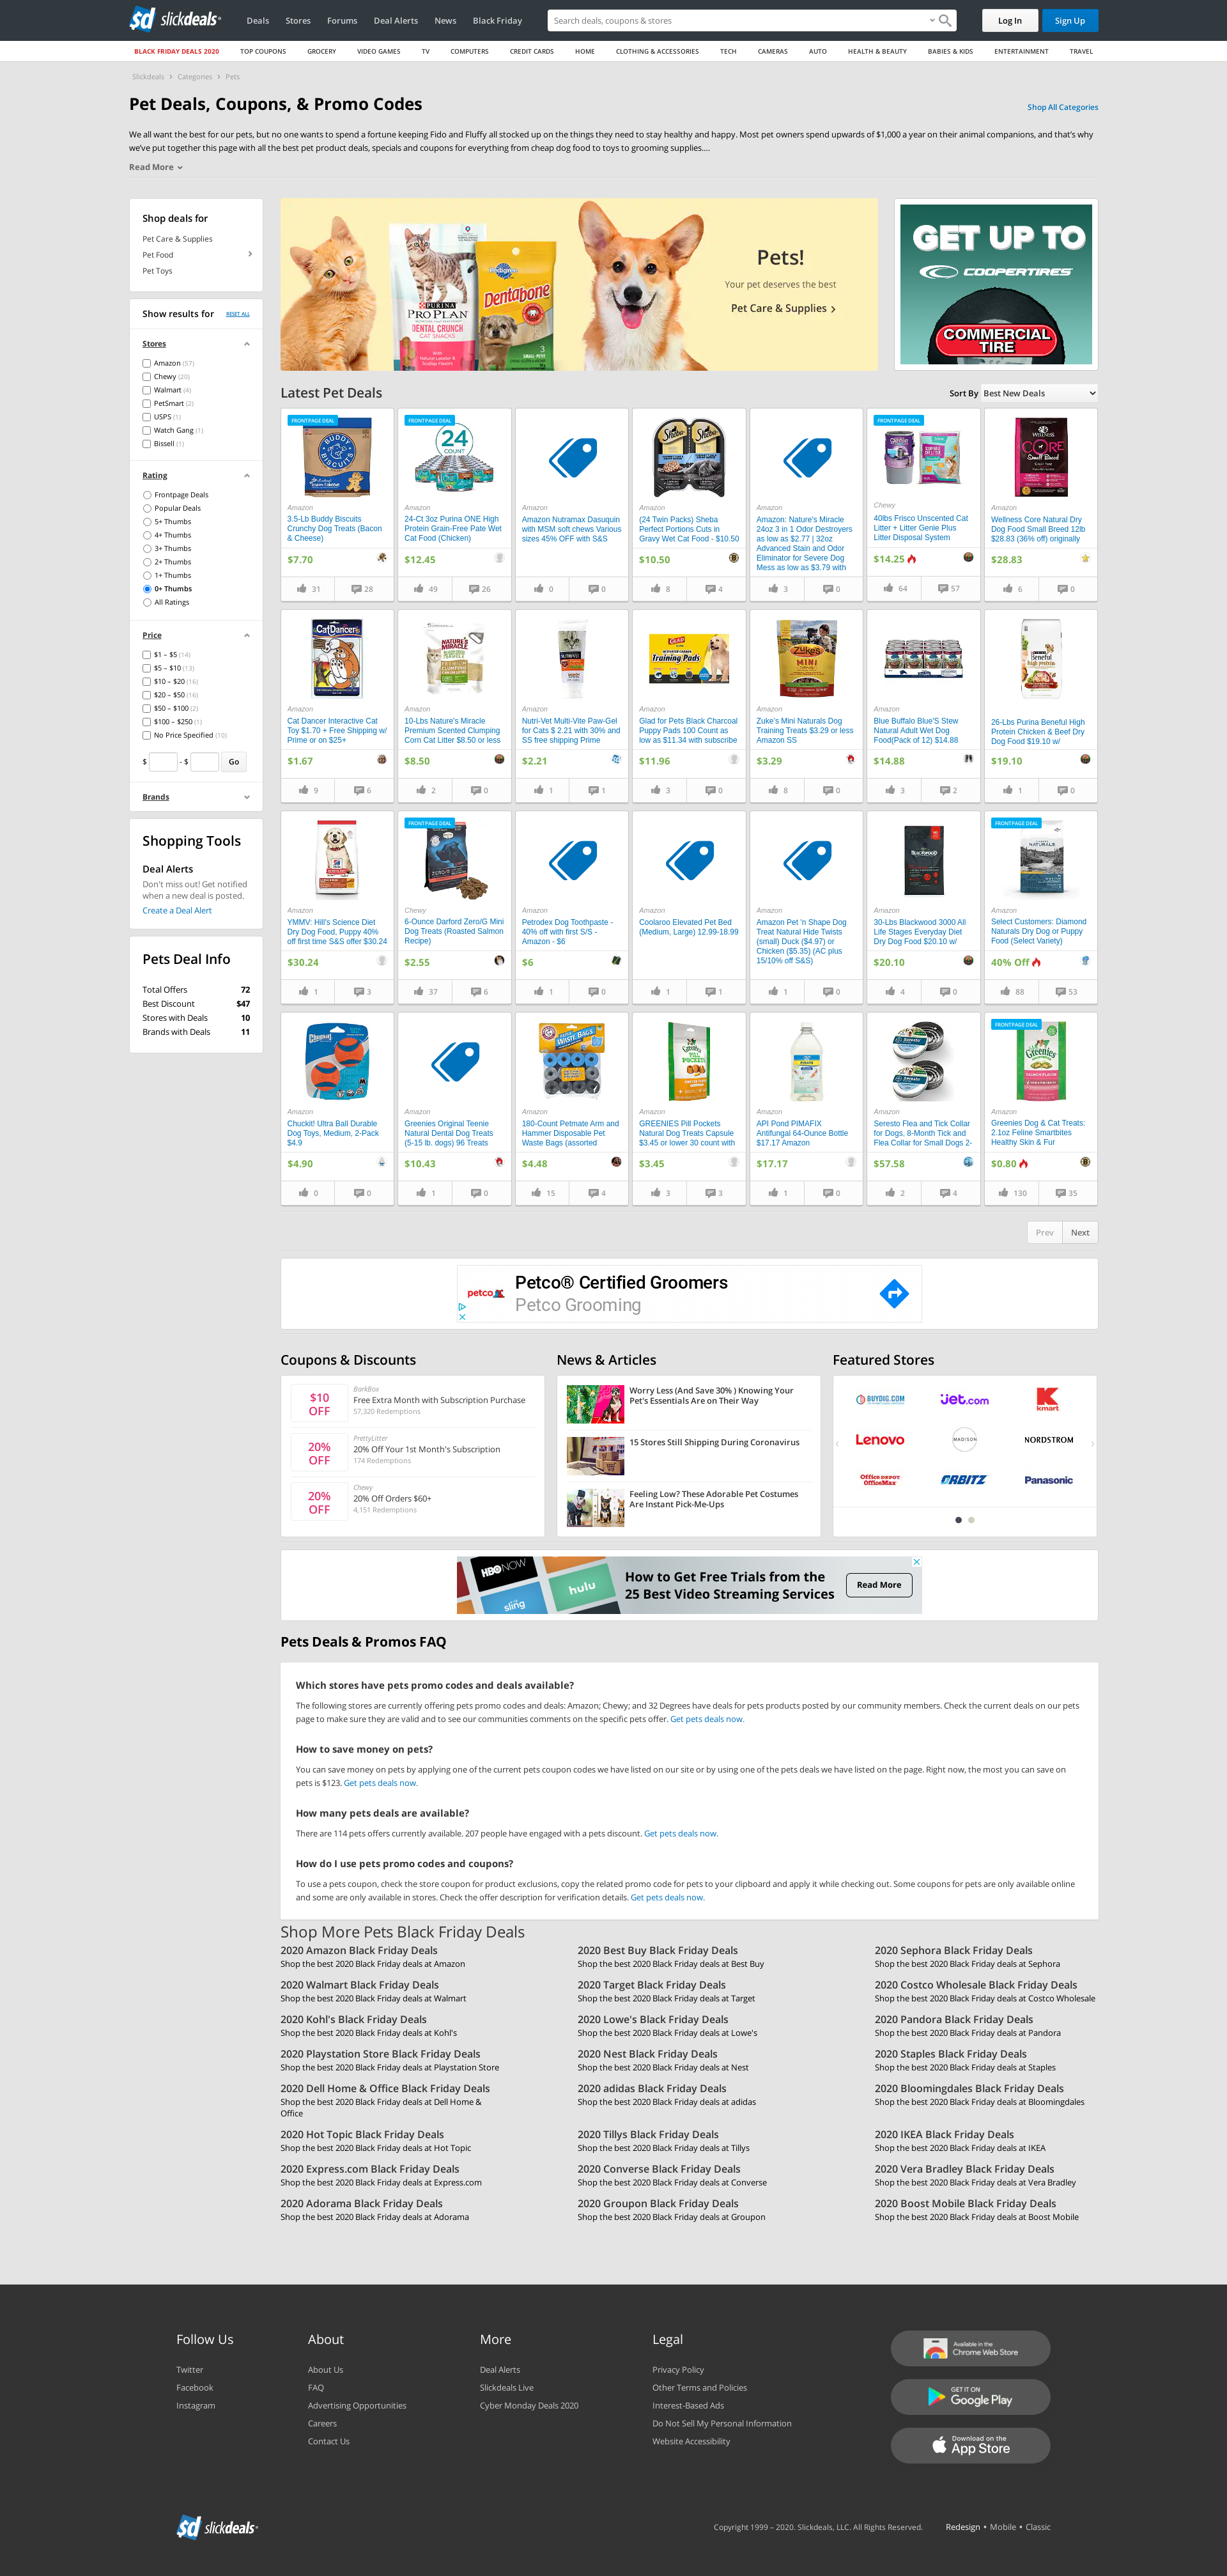 slickdeals
Deals Stores Forums Deal Alerts News Black Friday
Search deals, coupons & stores
Log In
Sign Up
BLACK FRIDAY DEALS 2020 TOP COUPONS GROCERY VIDEO GAMES TV COMPUTERS CREDIT CARDS HOME CLOTHING & ACCESSORIES TECH CAMERAS AUTO HEALTH & BEAUTY BABIES & KIDS ENTERTAINMENT TRAVEL
Slickdeals › Categories › Pets
Pet Deals, Coupons, & Promo Codes
Shop All Categories
We all want the best for our pets, but no one wants to spend a fortune keeping Fido and Fluffy all stocked up on the things they need to stay healthy and happy. Most pet owners spend upwards of $1,000 a year on their animal companions, and that's why
we've put together this page with all the best pet product deals, specials and coupons for everything from cheap dog food to toys to grooming supplies....
Read More
Shop deals for
Pet Care & Supplies
Pet Food
Pet Toys
Show results for RESET ALL
Stores
Amazon (57)
Chewy (20)
Walmart (4)
PetSmart (2)
USPS (1)
Watch Gang (1)
Bissell (1)
Rating
Frontpage Deals
Popular Deals
5+ Thumbs
4+ Thumbs
3+ Thumbs
2+ Thumbs
1+ Thumbs
0+ Thumbs
All Ratings
Price
$1 – $5 (14)
$5 – $10 (13)
$10 – $20 (16)
$20 – $50 (16)
$50 – $100 (2)
$100 – $250 (1)
No Price Specified (10)
$ - $ Go
Brands
Shopping Tools
Deal Alerts
Don't miss out! Get notified
when a new deal is posted.
Create a Deal Alert
Pets Deal Info
Total Offers 72
Best Discount $47
Stores with Deals 10
Brands with Deals 11
PURINA
PRO PLAN
DENTAL CRUNCH
CAT SNACKS
Pedigree
Dentabone
Pets!
Your pet deserves the best
Pet Care & Supplies
GET UP TO
COOPERTIRES
COMMERCIAL
TIRE
Latest Pet Deals
Sort By Best New Deals
FRONTPAGE DEAL
BUDDY
BISCUITS
Amazon
3.5-Lb Buddy Biscuits
Crunchy Dog Treats (Bacon
& Cheese)
$7.70
31 28
FRONTPAGE DEAL
24
COUNT
Amazon
24-Ct 3oz Purina ONE High
Protein Grain-Free Pate Wet
Cat Food (Chicken)
$12.45
49 26
Amazon
Amazon Nutramax Dasuquin
with MSM soft chews Various
sizes 45% OFF with S&S
0 0
Sheba Sheba
Amazon
(24 Twin Packs) Sheba
Perfect Portions Cuts in
Gravy Wet Cat Food - $10.50
$10.50
8 4
Amazon
Amazon: Nature's Miracle
24oz 3 in 1 Odor Destroyers
as low as $2.77 | 32oz
Advanced Stain and Odor
Eliminator for Severe Dog
Mess as low as $3.79 with
3 0
FRONTPAGE DEAL
Chewy
40lbs Frisco Unscented Cat
Litter + Litter Genie Plus
Litter Disposal System
$14.25
64 57
WELLNESS
CORE
Small Breed
Amazon
Wellness Core Natural Dry
Dog Food Small Breed 12lb
$28.83 (36% off) originally
$28.83
6 0
Cat Dancer
Amazon
Cat Dancer Interactive Cat
Toy $1.70 + Free Shipping w/
Prime or on $25+
$1.67
9 6
NATURE'S
MIRACLE
Amazon
10-Lbs Nature's Miracle
Premium Scented Clumping
Corn Cat Litter $8.50 or less
$8.50
2 0
Amazon
Nutri-Vet Multi-Vite Paw-Gel
for Cats $ 2.21 with 30% and
SS free shipping Prime
$2.21
1 1
GLAD
Training Pads
Amazon
Glad for Pets Black Charcoal
Puppy Pads 100 Count as
low as $11.34 with subscribe
$11.96
3 0
Zuke's
MINI
Amazon
Zuke's Mini Naturals Dog
Training Treats $3.29 or less
Amazon SS
$3.29
8 0
Amazon
Blue Buffalo Blue'S Stew
Natural Adult Wet Dog
Food(Pack of 12) $14.88
$14.88
3 2
Beneful
high protein
26-Lbs Purina Beneful High
Protein Chicken & Beef Dry
Dog Food $19.10 w/
$19.10
1 0
Amazon
YMMV: Hill's Science Diet
Dry Dog Food, Puppy 40%
off first time S&S offer $30.24
$30.24
1 3
FRONTPAGE DEAL
Chewy
6-Ounce Darford Zero/G Mini
Dog Treats (Roasted Salmon
Recipe)
$2.55
37 6
Amazon
Petrodex Dog Toothpaste -
40% off with first S/S -
Amazon - $6
$6
1 0
Amazon
Coolaroo Elevated Pet Bed
(Medium, Large) 12.99-18.99
1 1
Amazon
Amazon Pet 'n Shape Dog
Treat Natural Hide Twists
(small) Duck ($4.97) or
Chicken ($5.35) (AC plus
15/10% off S&S)
1 0
BLACKWOOD
Amazon
30-Lbs Blackwood 3000 All
Life Stages Everyday Diet
Dry Dog Food $20.10 w/
$20.10
4 0
FRONTPAGE DEAL
NATURALS
Amazon
Select Customers: Diamond
Naturals Dry Dog or Puppy
Food (Select Variety)
40% Off
88 53
Chuckit!
Amazon
Chuckit! Ultra Ball Durable
Dog Toys, Medium, 2-Pack
$4.9
$4.90
0 0
Amazon
Greenies Original Teenie
Natural Dental Dog Treats
(5-15 lb. dogs) 96 Treats
$10.43
1 0
WASTE BAGS
Amazon
180-Count Petmate Arm and
Hammer Disposable Pet
Waste Bags (assorted
$4.48
15 4
Greenies
PILL
POCKETS
Amazon
GREENIES Pill Pockets
Natural Dog Treats Capsule
$3.45 or lower 30 count with
$3.45
3 3
Amazon
API Pond PIMAFIX
Antifungal 64-Ounce Bottle
$17.17 Amazon
$17.17
1 0
Seresto
Seresto
Amazon
Seresto Flea and Tick Collar
for Dogs, 8-Month Tick and
Flea Collar for Small Dogs 2-
$57.58
2 4
FRONTPAGE DEAL
Greenies
Amazon
Greenies Dog & Cat Treats:
2.1oz Feline Smartbites
Healthy Skin & Fur
$0.80
130 35
Prev Next
petco
Petco® Certified Groomers
Petco Grooming
Coupons & Discounts
$10
OFF
BarkBox
Free Extra Month with Subscription Purchase
57,320 Redemptions
20%
OFF
PrettyLitter
20% Off Your 1st Month's Subscription
174 Redemptions
20%
OFF
Chewy
20% Off Orders $60+
4,151 Redemptions
News & Articles
Worry Less (And Save 30% ) Knowing Your
Pet's Essentials Are on Their Way
15 Stores Still Shipping During Coronavirus
Feeling Low? These Adorable Pet Costumes
Are Instant Pick-Me-Ups
Featured Stores
BUYDIG.COM jet.com kmart
Lenovo MADISON NORDSTROM
Office DEPOT
OfficeMax
ORBITZ Panasonic
HBO NOW
sling
hulu
How to Get Free Trials from the
25 Best Video Streaming Services
Read More
Pets Deals & Promos FAQ
Which stores have pets promo codes and deals available?
The following stores are currently offering pets promo codes and deals: Amazon; Chewy; and 32 Degrees have deals for pets products posted by our community members. Check the current deals on our pets
page to make sure they are valid and to see our communities comments on the specific pets offer. Get pets deals now.
How to save money on pets?
You can save money on pets by applying one of the current pets coupon codes we have listed on our site or by using one of the pets deals we have listed on the page. Right now, the most you can save on
pets is $123. Get pets deals now.
How many pets deals are available?
There are 114 pets offers currently available. 207 people have engaged with a pets discount. Get pets deals now.
How do I use pets promo codes and coupons?
To use a pets coupon, check the store coupon for product exclusions, copy the related promo code for pets to your clipboard and apply it while checking out. Some coupons for pets are only available online
and some are only available in stores. Check the offer description for verification details. Get pets deals now.
Shop More Pets Black Friday Deals
2020 Amazon Black Friday Deals
Shop the best 2020 Black Friday deals at Amazon
2020 Best Buy Black Friday Deals
Shop the best 2020 Black Friday deals at Best Buy
2020 Sephora Black Friday Deals
Shop the best 2020 Black Friday deals at Sephora
2020 Walmart Black Friday Deals
Shop the best 2020 Black Friday deals at Walmart
2020 Target Black Friday Deals
Shop the best 2020 Black Friday deals at Target
2020 Costco Wholesale Black Friday Deals
Shop the best 2020 Black Friday deals at Costco Wholesale
2020 Kohl's Black Friday Deals
Shop the best 2020 Black Friday deals at Kohl's
2020 Lowe's Black Friday Deals
Shop the best 2020 Black Friday deals at Lowe's
2020 Pandora Black Friday Deals
Shop the best 2020 Black Friday deals at Pandora
2020 Playstation Store Black Friday Deals
Shop the best 2020 Black Friday deals at Playstation Store
2020 Nest Black Friday Deals
Shop the best 2020 Black Friday deals at Nest
2020 Staples Black Friday Deals
Shop the best 2020 Black Friday deals at Staples
2020 Dell Home & Office Black Friday Deals
Shop the best 2020 Black Friday deals at Dell Home &
Office
2020 adidas Black Friday Deals
Shop the best 2020 Black Friday deals at adidas
2020 Bloomingdales Black Friday Deals
Shop the best 2020 Black Friday deals at Bloomingdales
2020 Hot Topic Black Friday Deals
Shop the best 2020 Black Friday deals at Hot Topic
2020 Tillys Black Friday Deals
Shop the best 2020 Black Friday deals at Tillys
2020 IKEA Black Friday Deals
Shop the best 2020 Black Friday deals at IKEA
2020 Express.com Black Friday Deals
Shop the best 2020 Black Friday deals at Express.com
2020 Converse Black Friday Deals
Shop the best 2020 Black Friday deals at Converse
2020 Vera Bradley Black Friday Deals
Shop the best 2020 Black Friday deals at Vera Bradley
2020 Adorama Black Friday Deals
Shop the best 2020 Black Friday deals at Adorama
2020 Groupon Black Friday Deals
Shop the best 2020 Black Friday deals at Groupon
2020 Boost Mobile Black Friday Deals
Shop the best 2020 Black Friday deals at Boost Mobile
Follow Us
Twitter
Facebook
Instagram
About
About Us
FAQ
Advertising Opportunities
Careers
Contact Us
More
Deal Alerts
Slickdeals Live
Cyber Monday Deals 2020
Legal
Privacy Policy
Other Terms and Policies
Interest-Based Ads
Do Not Sell My Personal Information
Website Accessibility
Available in the
Chrome Web Store
GET IT ON
Google Play
Download on the
App Store
slickdeals
Copyright 1999 – 2020. Slickdeals, LLC. All Rights Reserved.
Redesign • Mobile • Classic